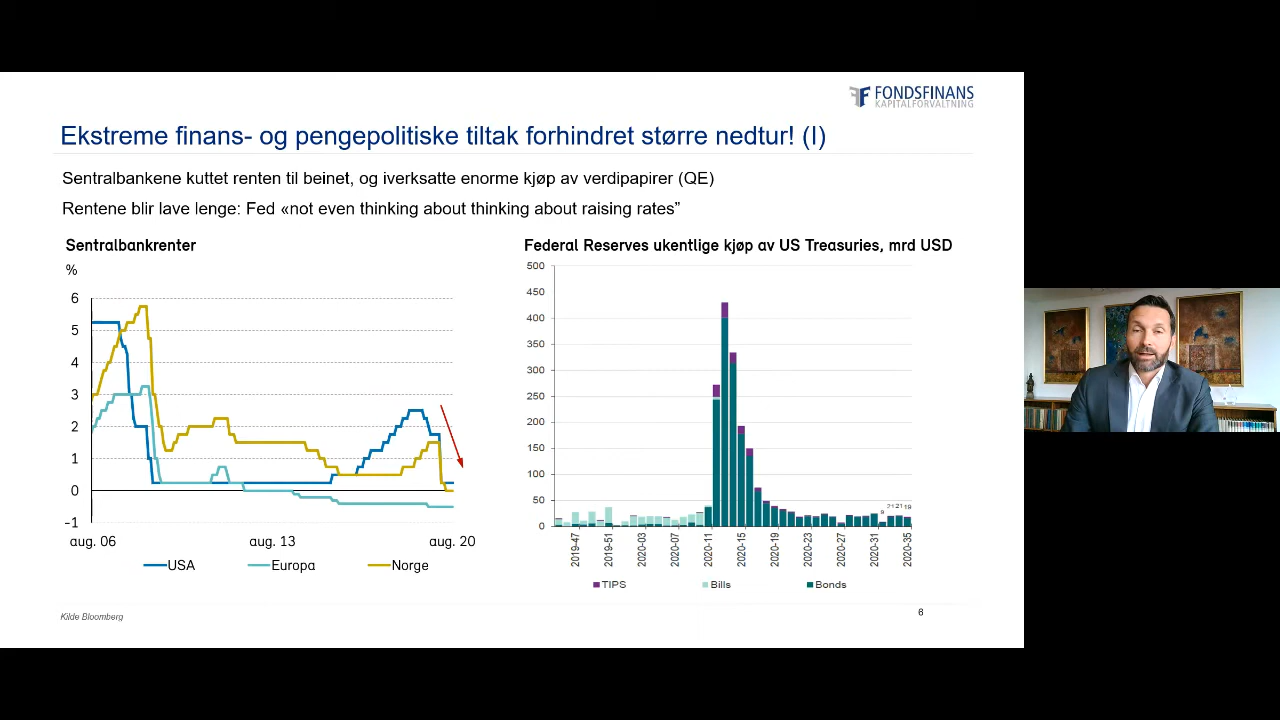 FONDSFINANS
KAPITALFORVALTNING
Ekstreme finans- og pengepolitiske tiltak forhindret større nedtur! (I)
Sentralbankene kuttet renten til beinet, og iverksatte enorme kjøp av verdipapirer (QE)
Rentene blir lave lenge: Fed «not even thinking about thinking about raising rates”
Sentralbankrenter
%
6
5
4
3
2
1
0
-1
aug. 06 aug. 13 aug. 20
USA Europa Norge
Federal Reserves ukentlige kjøp av US Treasuries, mrd USD
500
450
400
350
300
250
200
150
100
50
0
9 21 21 19
2019-47 2019-51 2020-03 2020-07 2020-11 2020-15 2020-19 2020-23 2020-27 2020-31 2020-35
TIPS Bills Bonds
Kilde Bloomberg
6